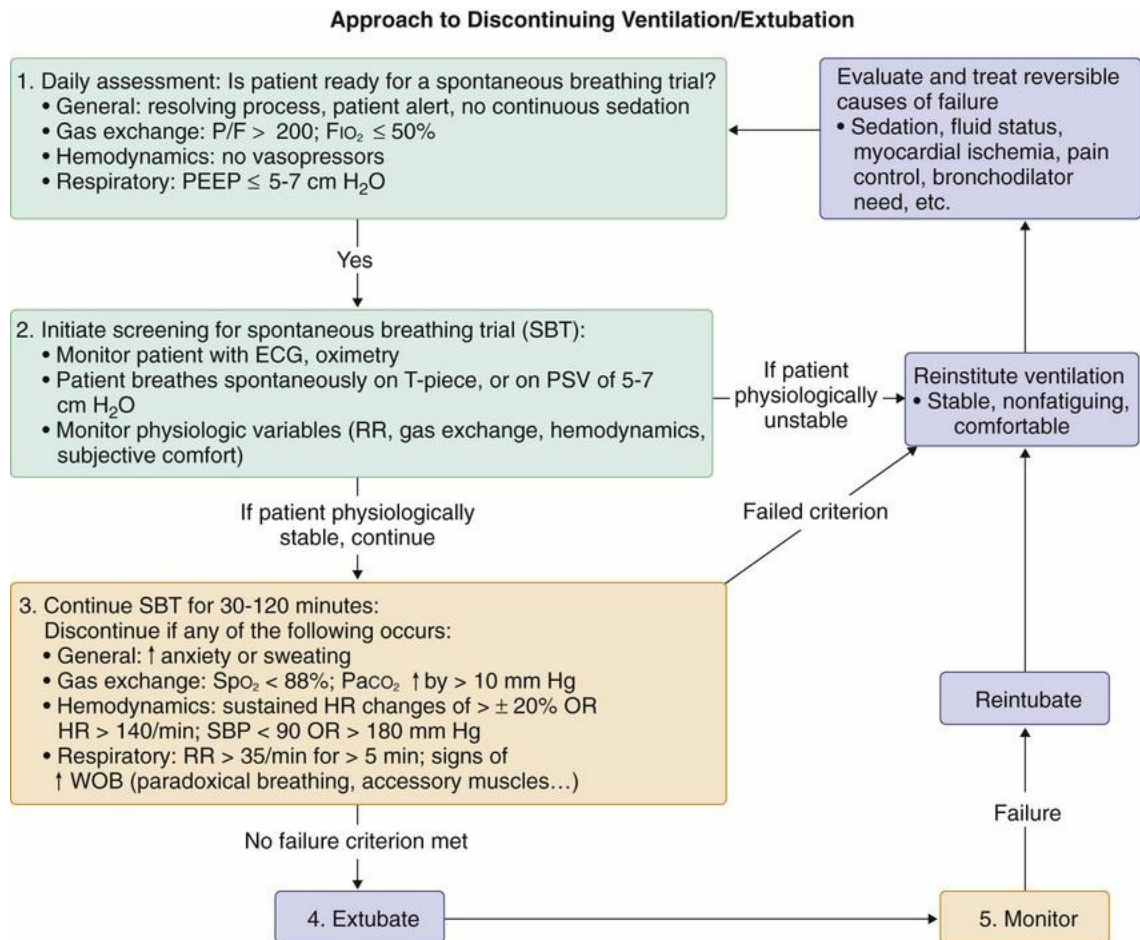 Approach to Discontinuing Ventilation/Extubation
1. Daily assessment: Is patient ready for a spontaneous breathing trial?
• General: resolving process, patient alert, no continuous sedation
• Gas exchange: P/F > 200; FIO₂ ≤ 50%
• Hemodynamics: no vasopressors
• Respiratory: PEEP ≤ 5-7 cm H₂O
Evaluate and treat reversible
causes of failure
• Sedation, fluid status,
myocardial ischemia, pain
control, bronchodilator
need, etc.
Yes
2. Initiate screening for spontaneous breathing trial (SBT):
• Monitor patient with ECG, oximetry
• Patient breathes spontaneously on T-piece, or on PSV of 5-7
cm H₂O
• Monitor physiologic variables (RR, gas exchange, hemodynamics,
subjective comfort)
If patient
physiologically
unstable
Reinstitute ventilation
• Stable, nonfatiguing,
comfortable
If patient physiologically
stable, continue
Failed criterion
3. Continue SBT for 30-120 minutes:
Discontinue if any of the following occurs:
• General: ↑ anxiety or sweating
• Gas exchange: SpO₂ < 88%; PaCO₂ ↑ by > 10 mm Hg
• Hemodynamics: sustained HR changes of > ± 20% OR
HR > 140/min; SBP < 90 OR > 180 mm Hg
• Respiratory: RR > 35/min for > 5 min; signs of
↑ WOB (paradoxical breathing, accessory muscles…)
Reintubate
No failure criterion met
Failure
4. Extubate
5. Monitor